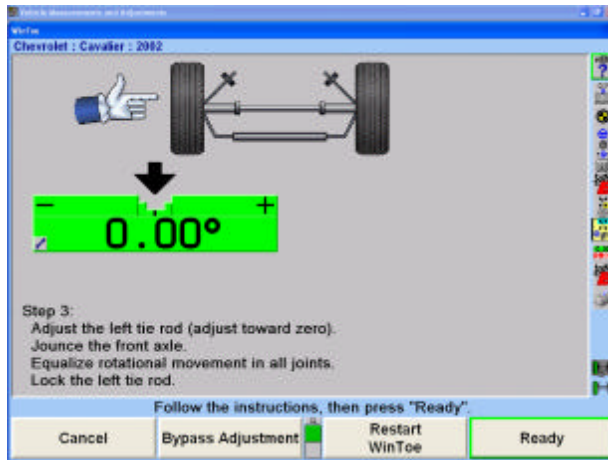 Vehicle Measurements and Adjustments
WinToe
Chevrolet : Cavalier : 2002
− +
0.00°
Step 3:
Adjust the left tie rod (adjust toward zero).
Jounce the front axle.
Equalize rotational movement in all joints.
Lock the left tie rod.
Follow the instructions, then press "Ready".
Cancel
Bypass Adjustment
Restart
WinToe
Ready